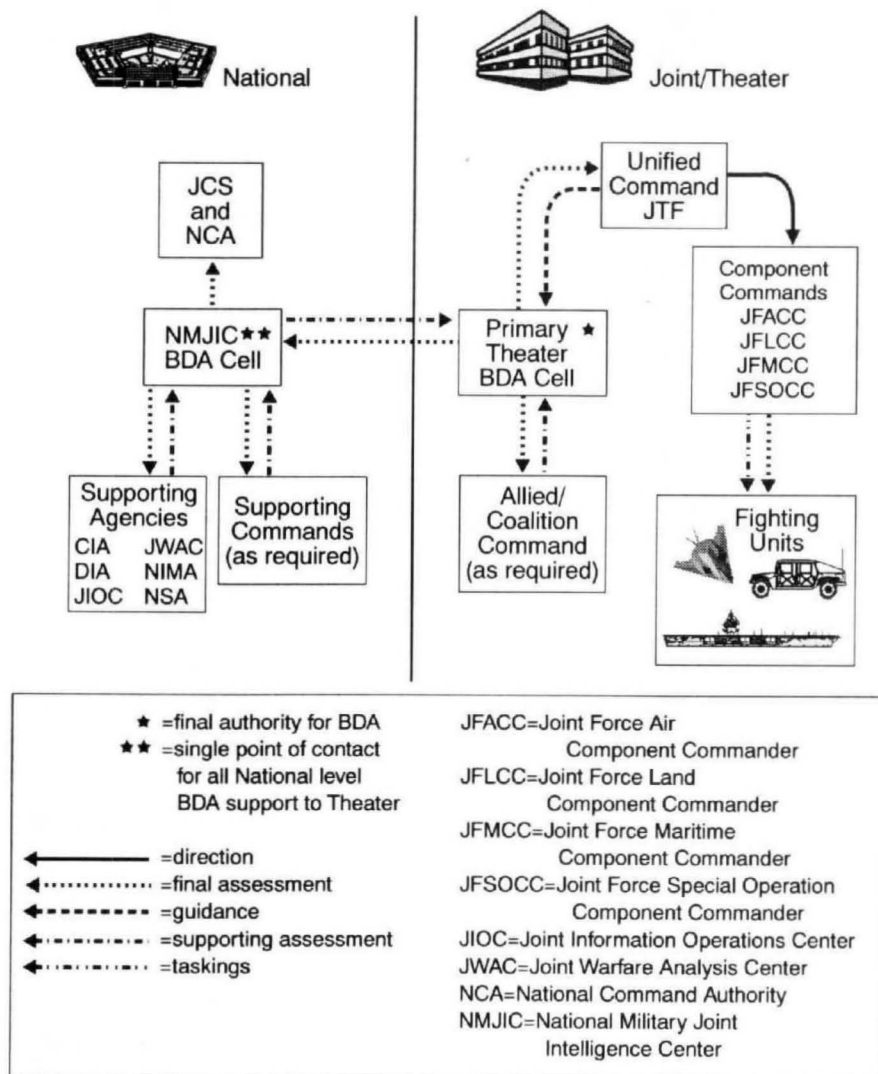 National
Joint/Theater
JCS
and
NCA
NMJIC★★
BDA Cell
Supporting
Agencies
CIA JWAC
DIA NIMA
JIOC NSA
Supporting
Commands
(as required)
Unified
Command
JTF
Primary ★
Theater
BDA Cell
Component
Commands
JFACC
JFLCC
JFMCC
JFSOCC
Allied/
Coalition
Command
(as required)
Fighting
Units
★ =final authority for BDA
★★ =single point of contact
for all National level
BDA support to Theater
=direction
=final assessment
=guidance
=supporting assessment
=taskings
JFACC=Joint Force Air
Component Commander
JFLCC=Joint Force Land
Component Commander
JFMCC=Joint Force Maritime
Component Commander
JFSOCC=Joint Force Special Operation
Component Commander
JIOC=Joint Information Operations Center
JWAC=Joint Warfare Analysis Center
NCA=National Command Authority
NMJIC=National Military Joint
Intelligence Center